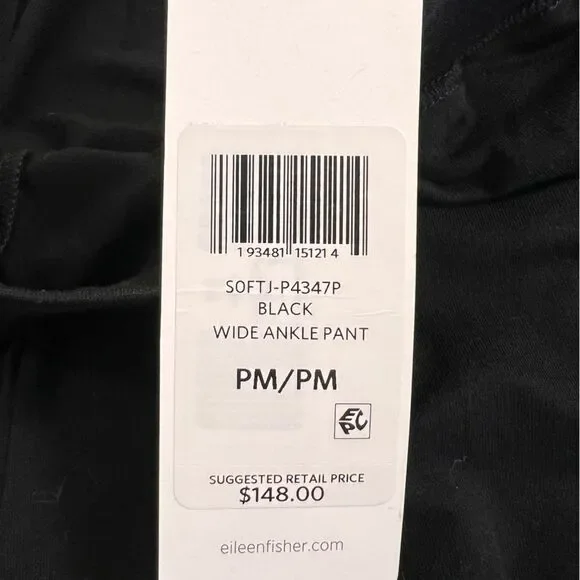 1 93481 15121 4
S0FTJ-P4347P
BLACK
WIDE ANKLE PANT
PM/PM
EPC
SUGGESTED RETAIL PRICE
$148.00
eileenfisher.com